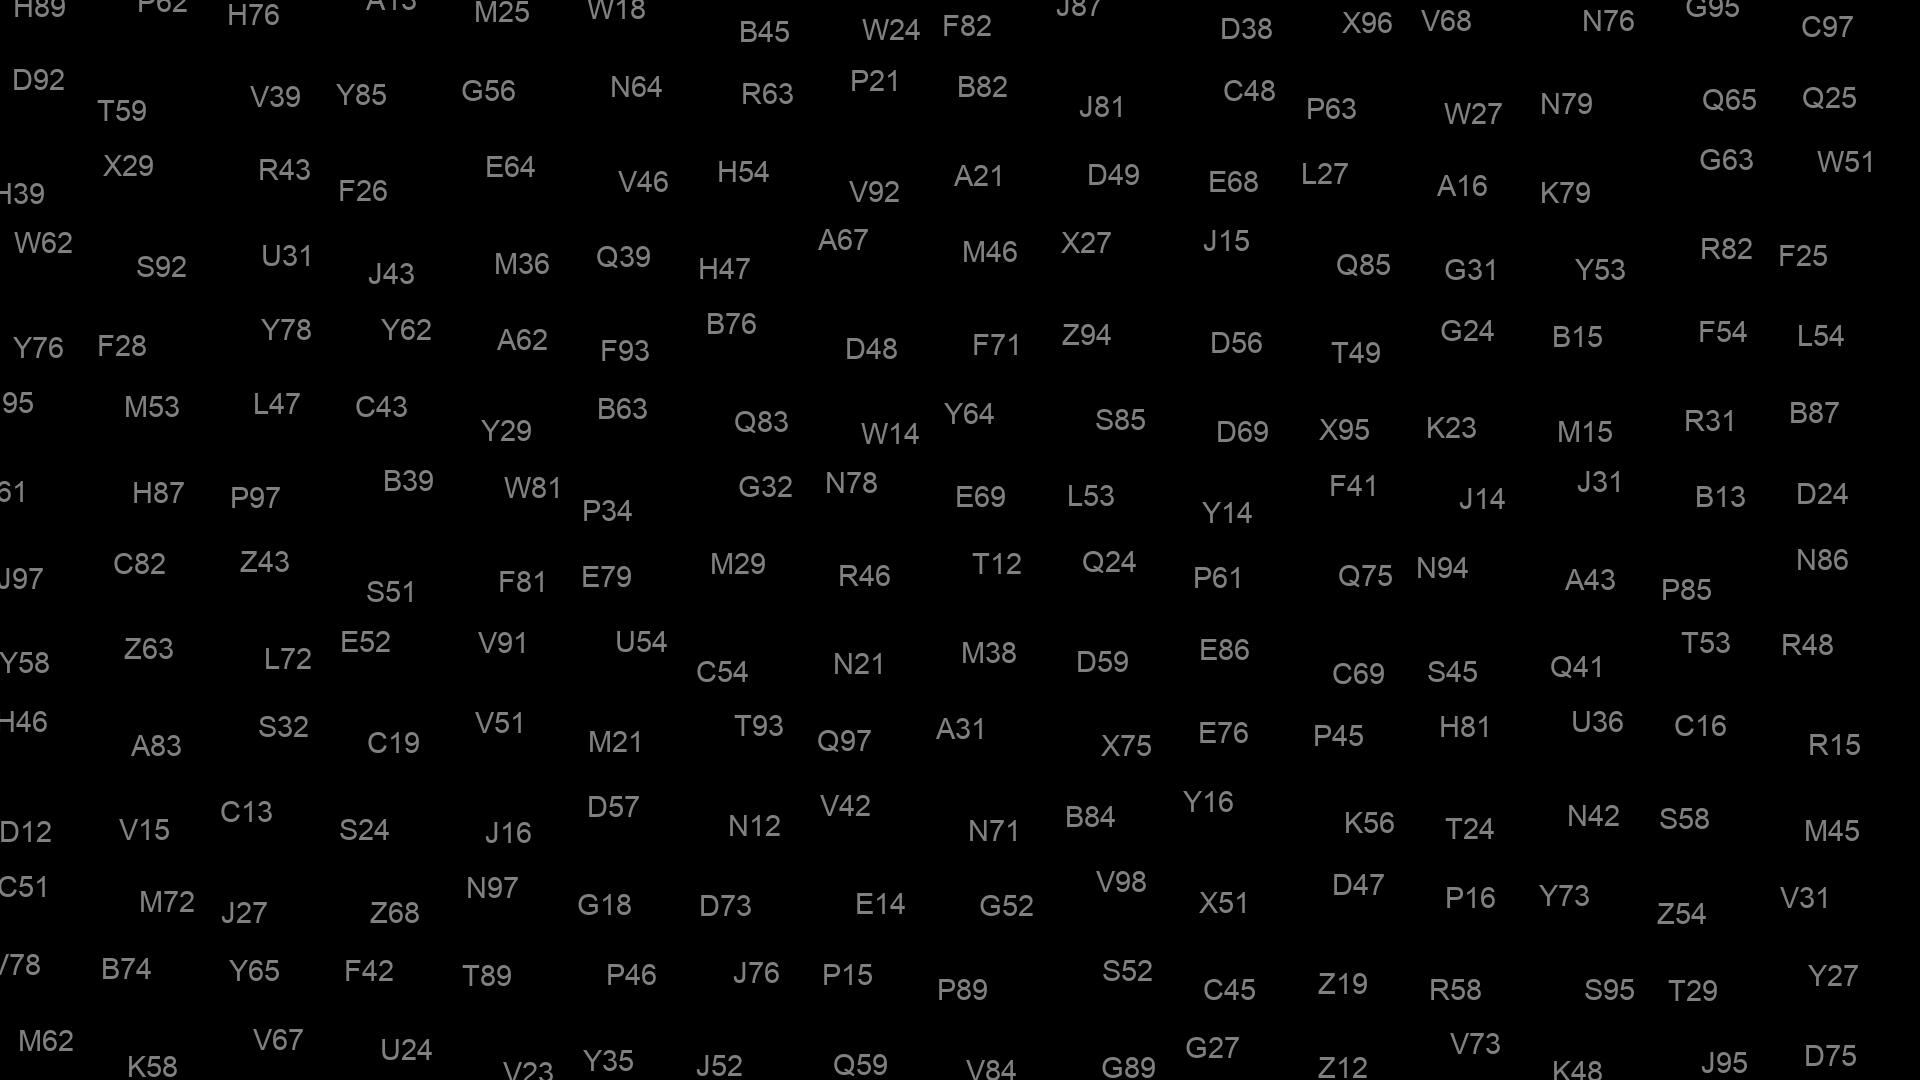 H89 P62 H76 A13 M25 W18 B45 W24 F82 J87 D38 X96 V68 N76 G95 C97
D92 T59 V39 Y85 G56 N64 R63 P21 B82 J81 C48 P63 W27 N79 Q65 Q25
H39 X29 R43 F26 E64 V46 H54 V92 A21 D49 E68 L27 A16 K79 G63 W51
W62 S92 U31 J43 M36 Q39 H47 A67 M46 X27 J15 Q85 G31 Y53 R82 F25
Y76 F28 Y78 Y62 A62 F93 B76 D48 F71 Z94 D56 T49 G24 B15 F54 L54
95 M53 L47 C43 Y29 B63 Q83 W14 Y64 S85 D69 X95 K23 M15 R31 B87
61 H87 P97 B39 W81 P34 G32 N78 E69 L53 Y14 F41 J14 J31 B13 D24
J97 C82 Z43 S51 F81 E79 M29 R46 T12 Q24 P61 Q75 N94 A43 P85 N86
Y58 Z63 L72 E52 V91 U54 C54 N21 M38 D59 E86 C69 S45 Q41 T53 R48
H46 A83 S32 C19 V51 M21 T93 Q97 A31 X75 E76 P45 H81 U36 C16 R15
D12 V15 C13 S24 J16 D57 N12 V42 N71 B84 Y16 K56 T24 N42 S58 M45
C51 M72 J27 Z68 N97 G18 D73 E14 G52 V98 X51 D47 P16 Y73 Z54 V31
V78 B74 Y65 F42 T89 P46 J76 P15 P89 S52 C45 Z19 R58 S95 T29 Y27
M62 K58 V67 U24 V23 Y35 J52 Q59 V84 G89 G27 Z12 V73 K48 J95 D75